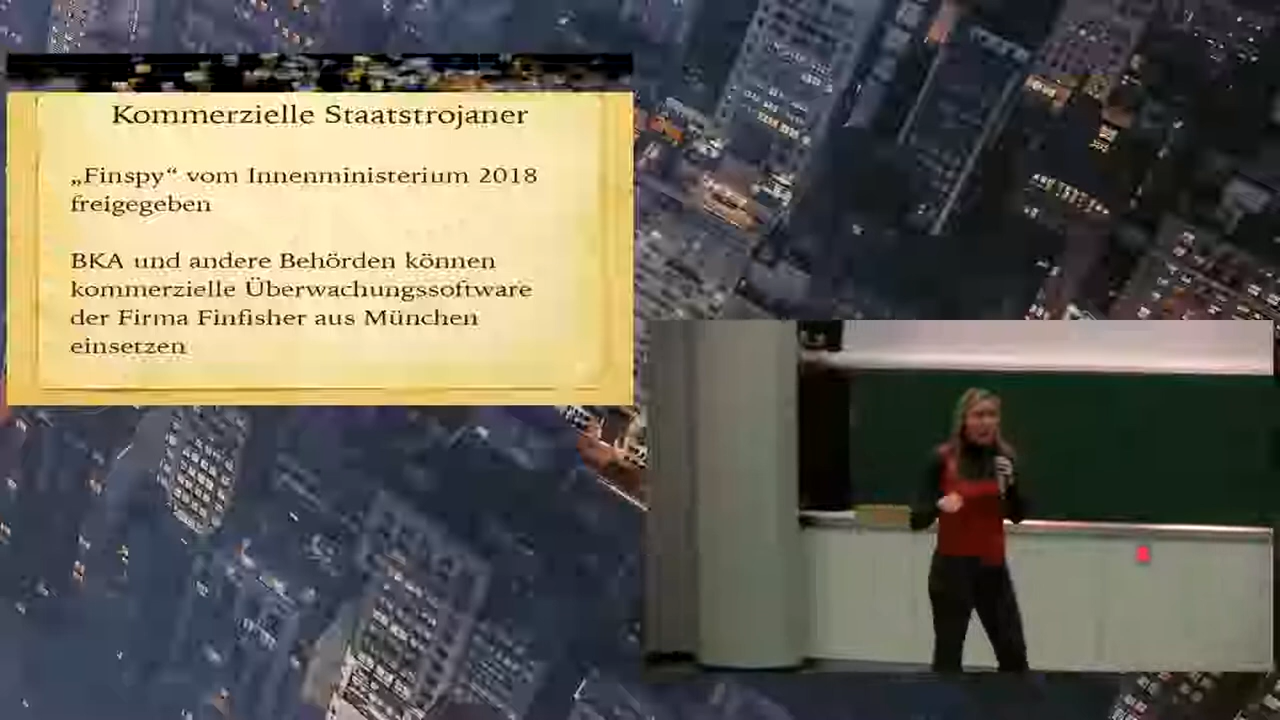 Kommerzielle Staatstrojaner
„Finspy“ vom Innenministerium 2018
freigegeben
BKA und andere Behörden können
kommerzielle Überwachungssoftware
der Firma Finfisher aus München
einsetzen